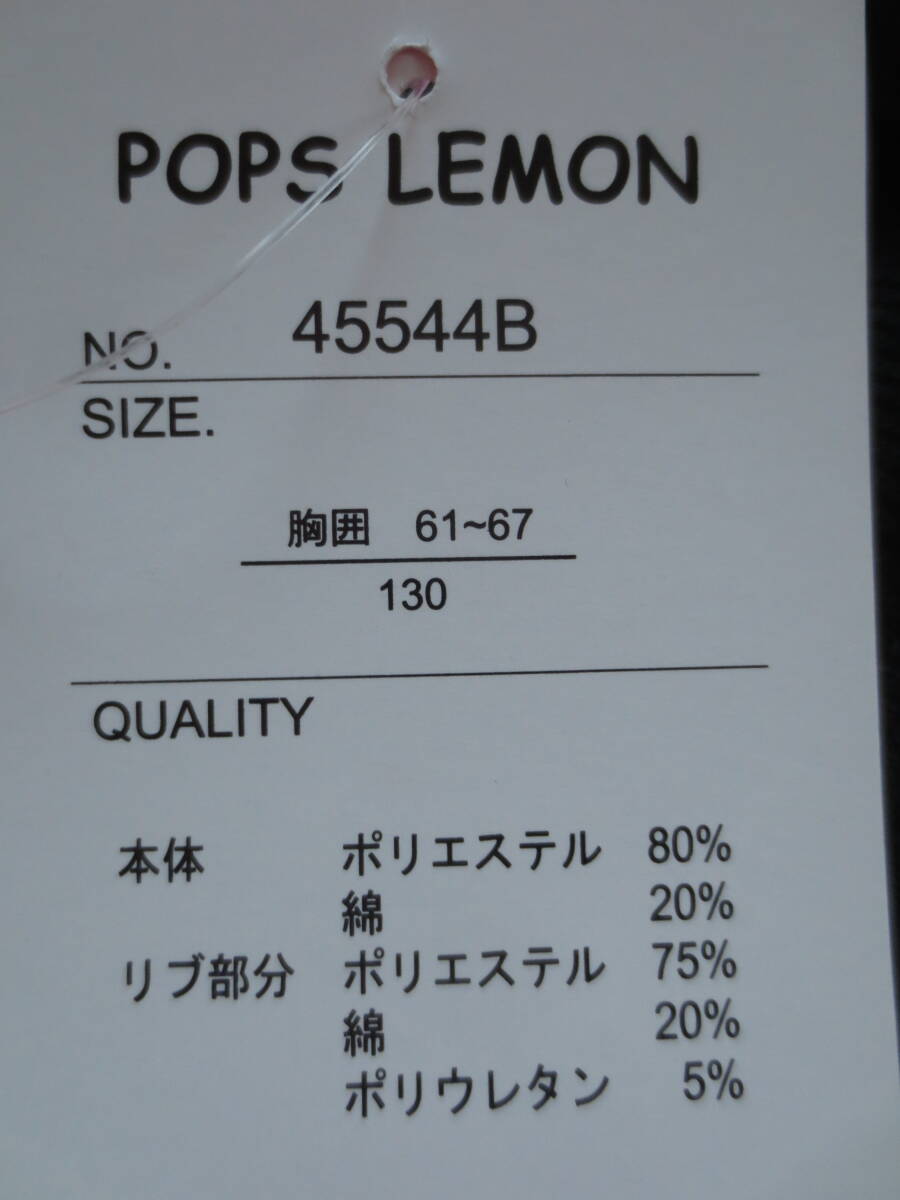 POPS LEMON
NO. 45544B
SIZE.
胸囲 61~67
130
QUALITY
本体 ポリエステル 80%
綿 20%
リブ部分 ポリエステル 75%
綿 20%
ポリウレタン 5%